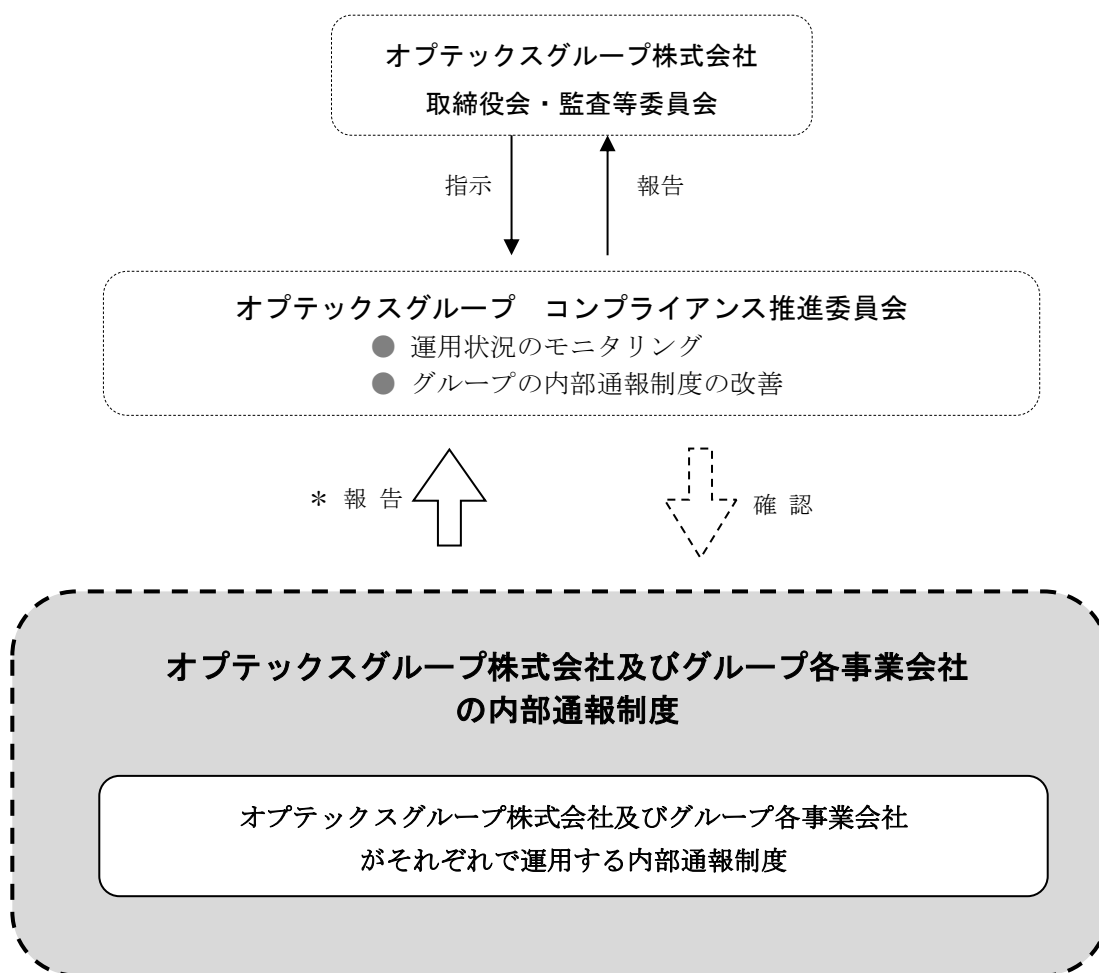 オプテックスグループ株式会社
取締役会・監査等委員会
指示
報告
オプテックスグループ　コンプライアンス推進委員会
● 運用状況のモニタリング
● グループの内部通報制度の改善
＊ 報 告
確 認
オプテックスグループ株式会社及びグループ各事業会社
の内部通報制度
オプテックスグループ株式会社及びグループ各事業会社
がそれぞれで運用する内部通報制度